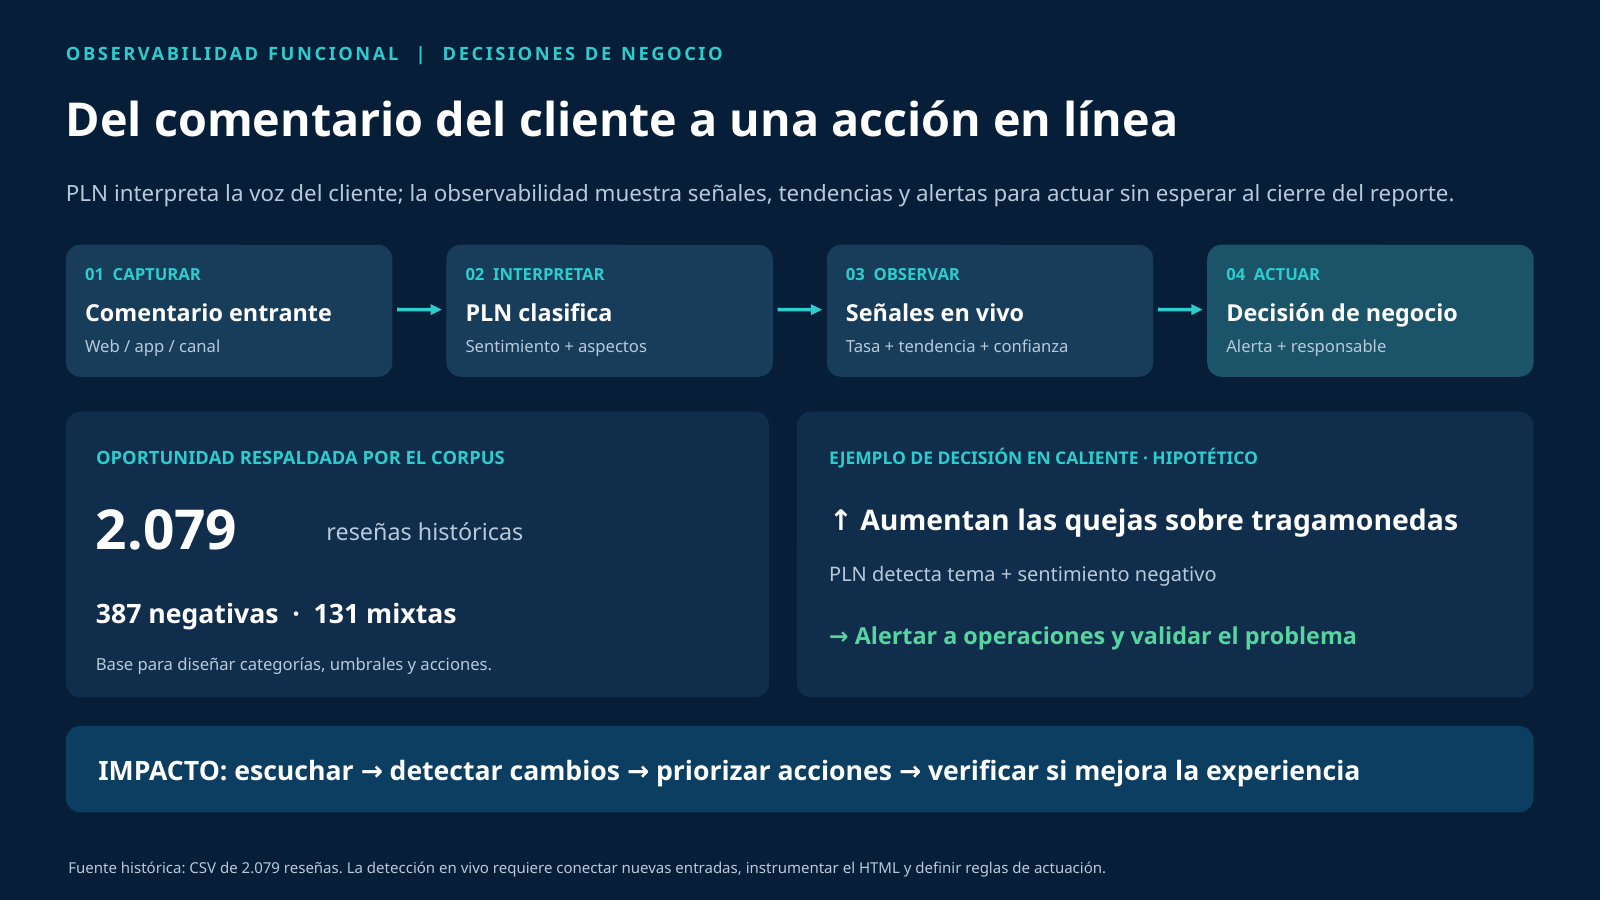 OBSERVABILIDAD FUNCIONAL | DECISIONES DE NEGOCIO
Del comentario del cliente a una acción en línea
PLN interpreta la voz del cliente; la observabilidad muestra señales, tendencias y alertas para actuar sin esperar al cierre del reporte.
01 CAPTURAR
Comentario entrante
Web / app / canal
02 INTERPRETAR
PLN clasifica
Sentimiento + aspectos
03 OBSERVAR
Señales en vivo
Tasa + tendencia + confianza
04 ACTUAR
Decisión de negocio
Alerta + responsable
OPORTUNIDAD RESPALDADA POR EL CORPUS
2.079 reseñas históricas
387 negativas · 131 mixtas
Base para diseñar categorías, umbrales y acciones.
EJEMPLO DE DECISIÓN EN CALIENTE · HIPOTÉTICO
↑ Aumentan las quejas sobre tragamonedas
PLN detecta tema + sentimiento negativo
→ Alertar a operaciones y validar el problema
IMPACTO: escuchar → detectar cambios → priorizar acciones → verificar si mejora la experiencia
Fuente histórica: CSV de 2.079 reseñas. La detección en vivo requiere conectar nuevas entradas, instrumentar el HTML y definir reglas de actuación.